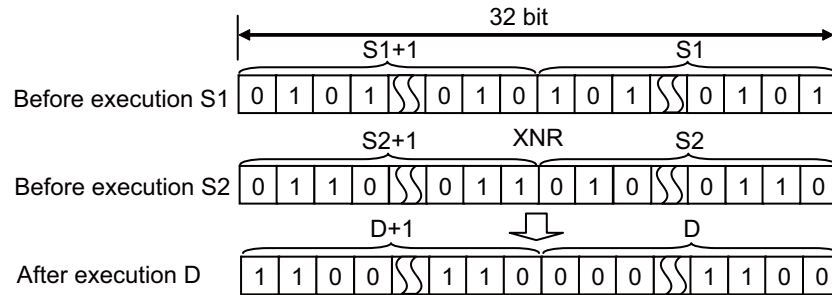 32 bit
S1+1 S1
Before execution S1 0 1 0 1 0 1 0 1 0 1 0 1 0 1
S2+1 XNR S2
Before execution S2 0 1 1 0 0 1 1 0 1 0 0 1 1 0
D+1 D
After execution D 1 1 0 0 1 1 0 0 0 0 1 1 0 0